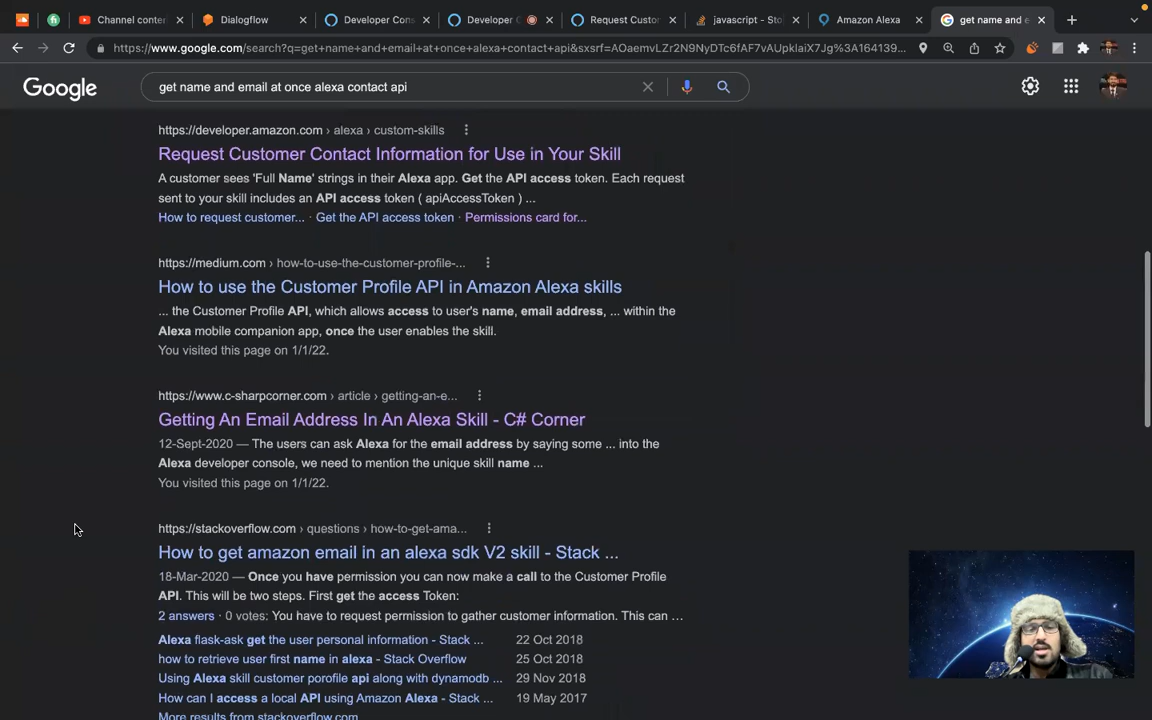 Channel conten
Dialogflow
Developer Cons
Developer C
Request Custom
javascript - Sto
Amazon Alexa
get name and e
https://www.google.com/search?q=get+name+and+email+at+once+alexa+contact+api&sxsrf=AOaemvLZr2N9NyDTc6fAF7vAUpklaiX7Jg%3A164139...
Google
get name and email at once alexa contact api
https://developer.amazon.com › alexa › custom-skills
Request Customer Contact Information for Use in Your Skill
A customer sees 'Full Name' strings in their Alexa app. Get the API access token. Each request
sent to your skill includes an API access token ( apiAccessToken ) ...
How to request customer... · Get the API access token · Permissions card for...
https://medium.com › how-to-use-the-customer-profile-...
How to use the Customer Profile API in Amazon Alexa skills
... the Customer Profile API, which allows access to user's name, email address, ... within the
Alexa mobile companion app, once the user enables the skill.
You visited this page on 1/1/22.
https://www.c-sharpcorner.com › article › getting-an-e...
Getting An Email Address In An Alexa Skill - C# Corner
12-Sept-2020 — The users can ask Alexa for the email address by saying some ... into the
Alexa developer console, we need to mention the unique skill name ...
You visited this page on 1/1/22.
https://stackoverflow.com › questions › how-to-get-ama...
How to get amazon email in an alexa sdk V2 skill - Stack ...
18-Mar-2020 — Once you have permission you can now make a call to the Customer Profile
API. This will be two steps. First get the access Token:
2 answers · 0 votes: You have to request permission to gather customer information. This can ...
Alexa flask-ask get the user personal information - Stack ... 22 Oct 2018
how to retrieve user first name in alexa - Stack Overflow 25 Oct 2018
Using Alexa skill customer porofile api along with dynamodb ... 29 Nov 2018
How can I access a local API using Amazon Alexa - Stack ... 19 May 2017
More results from stackoverflow.com